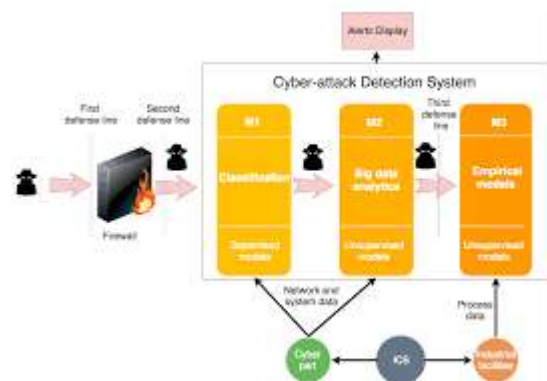 Alerts Display
Cyber-attack Detection System
First
defense line
Second
defense line
Third
defense
line
M1
M2
M3
Classification
Big data
analytics
Empirical
models
Firewall
Supervised
models
Unsupervised
models
Unsupervised
models
Network and
system data
Process
data
Cyber
part
ICS
Industrial
facilities